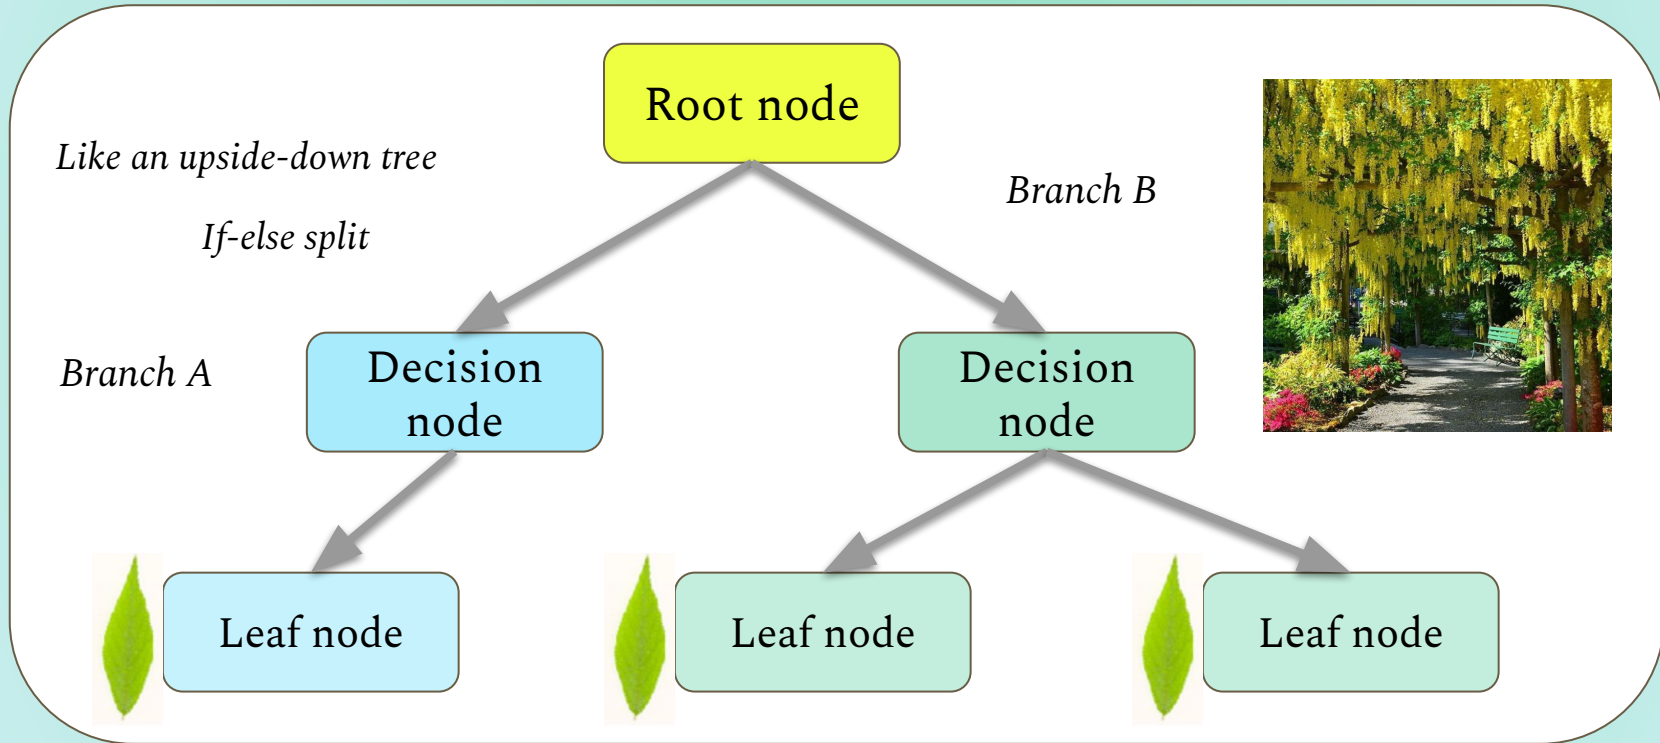 Root node
Like an upside-down tree
Branch B
If-else split
Branch A
Decision
node
Decision
node
Leaf node
Leaf node
Leaf node